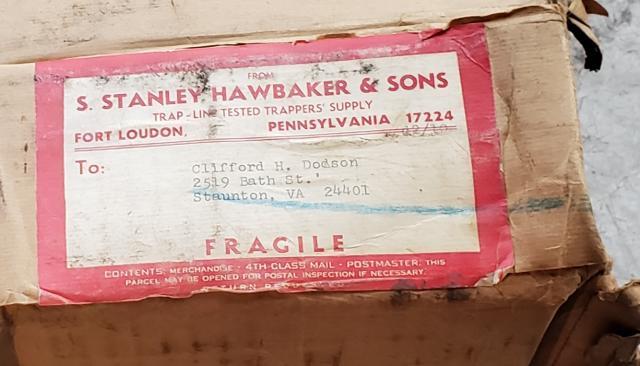 FROM
S. STANLEY HAWBAKER & SONS
TRAP-LINE TESTED TRAPPERS' SUPPLY
FORT LOUDON, PENNSYLVANIA 17224
To: Clifford H. Dodson
2519 Bath St.
Staunton, VA 24401
FRAGILE
CONTENTS: MERCHANDISE - 4TH CLASS MAIL - POSTMASTER: THIS
PARCEL MAY BE OPENED FOR POSTAL INSPECTION IF NECESSARY.
RETURN REQUESTED